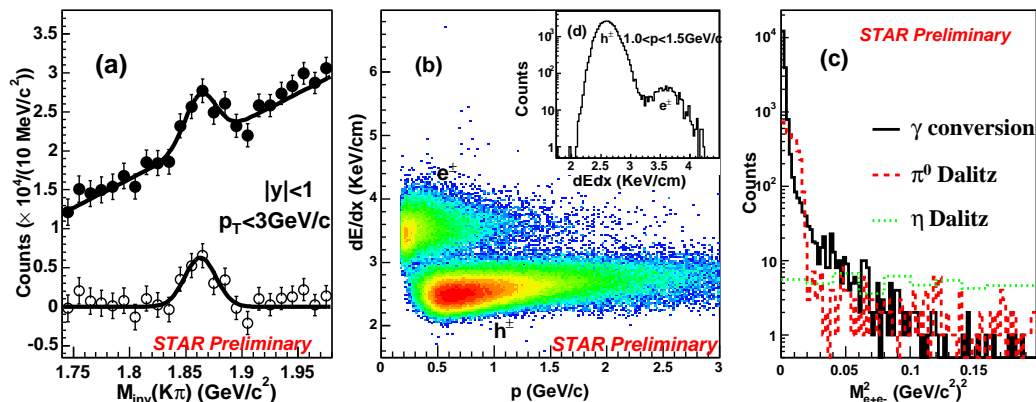 Counts (× 10⁴/(10 MeV/c²)
3
2.5
2
1.5
1
0.5
0
-0.5
(a)
|y|<1
p_T<3GeV/c
STAR Preliminary
1.75
1.8
1.85
1.9
1.95
M_inv(Kπ) (GeV/c²)
dE/dx (KeV/cm)
6
5
4
3
2
(b)
e±
h±
STAR Preliminary
0
0.5
1
1.5
2
2.5
3
p (GeV/c)
Counts
10³
10²
10
1
(d)
h± 1.0<p<1.5GeV/c
e±
2
2.5
3
3.5
4
dEdx (KeV/cm)
Counts
10⁴
10³
10²
10
1
STAR Preliminary
(c)
γ conversion
π⁰ Dalitz
η Dalitz
0
0.05
0.1
0.15
M²_e+e- (GeV/c²)²